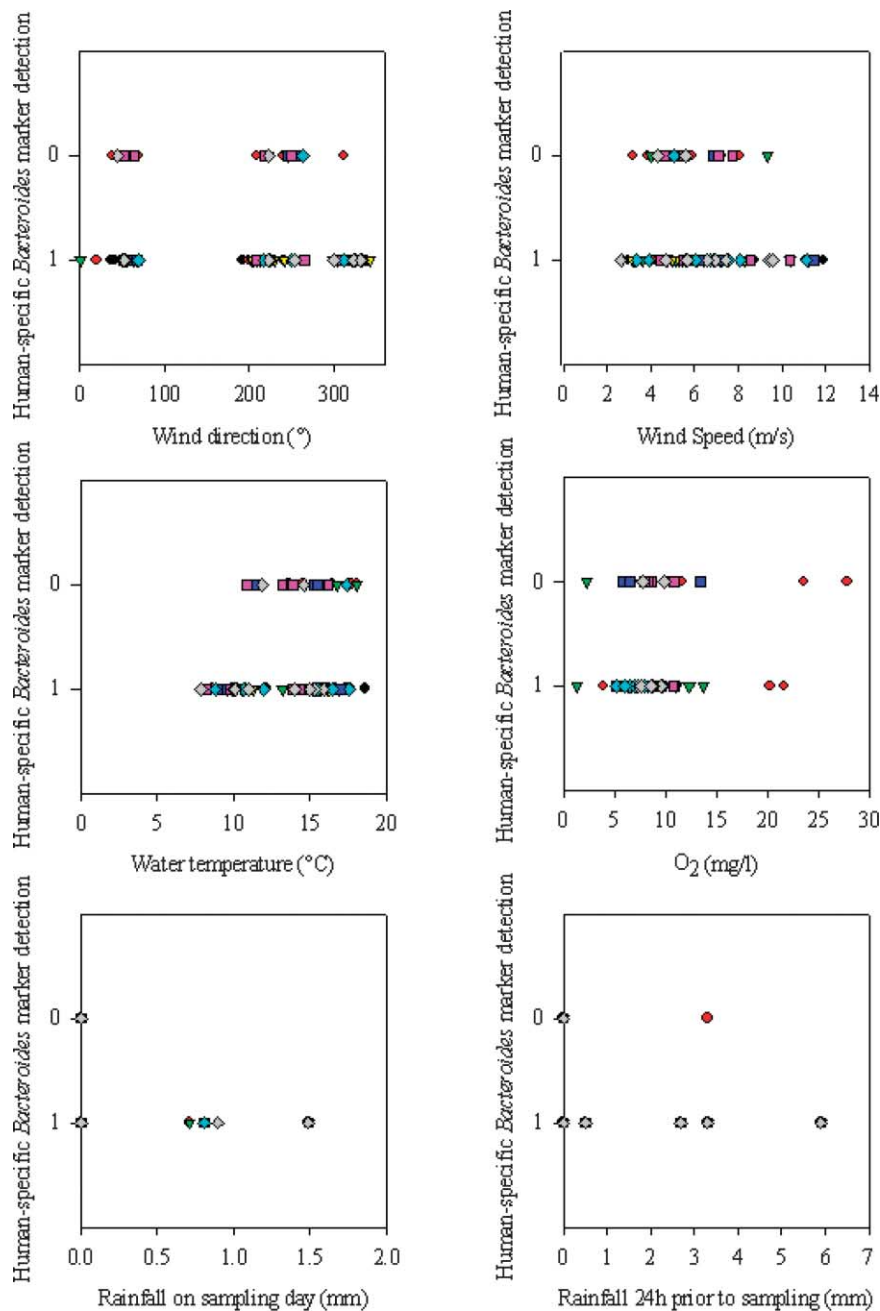 Human-specific Bacteroides marker detection
0
1
0 100 200 300
Wind direction (°)
Human-specific Bacteroides marker detection
0
1
0 2 4 6 8 10 12 14
Wind Speed (m/s)
Human-specific Bacteroides marker detection
0
1
0 5 10 15 20
Water temperature (°C)
Human-specific Bacteroides marker detection
0
1
0 5 10 15 20 25 30
O2 (mg/l)
Human-specific Bacteroides marker detection
0
1
0.0 0.5 1.0 1.5 2.0
Rainfall on sampling day (mm)
Human-specific Bacteroides marker detection
0
1
0 1 2 3 4 5 6 7
Rainfall 24h prior to sampling (mm)